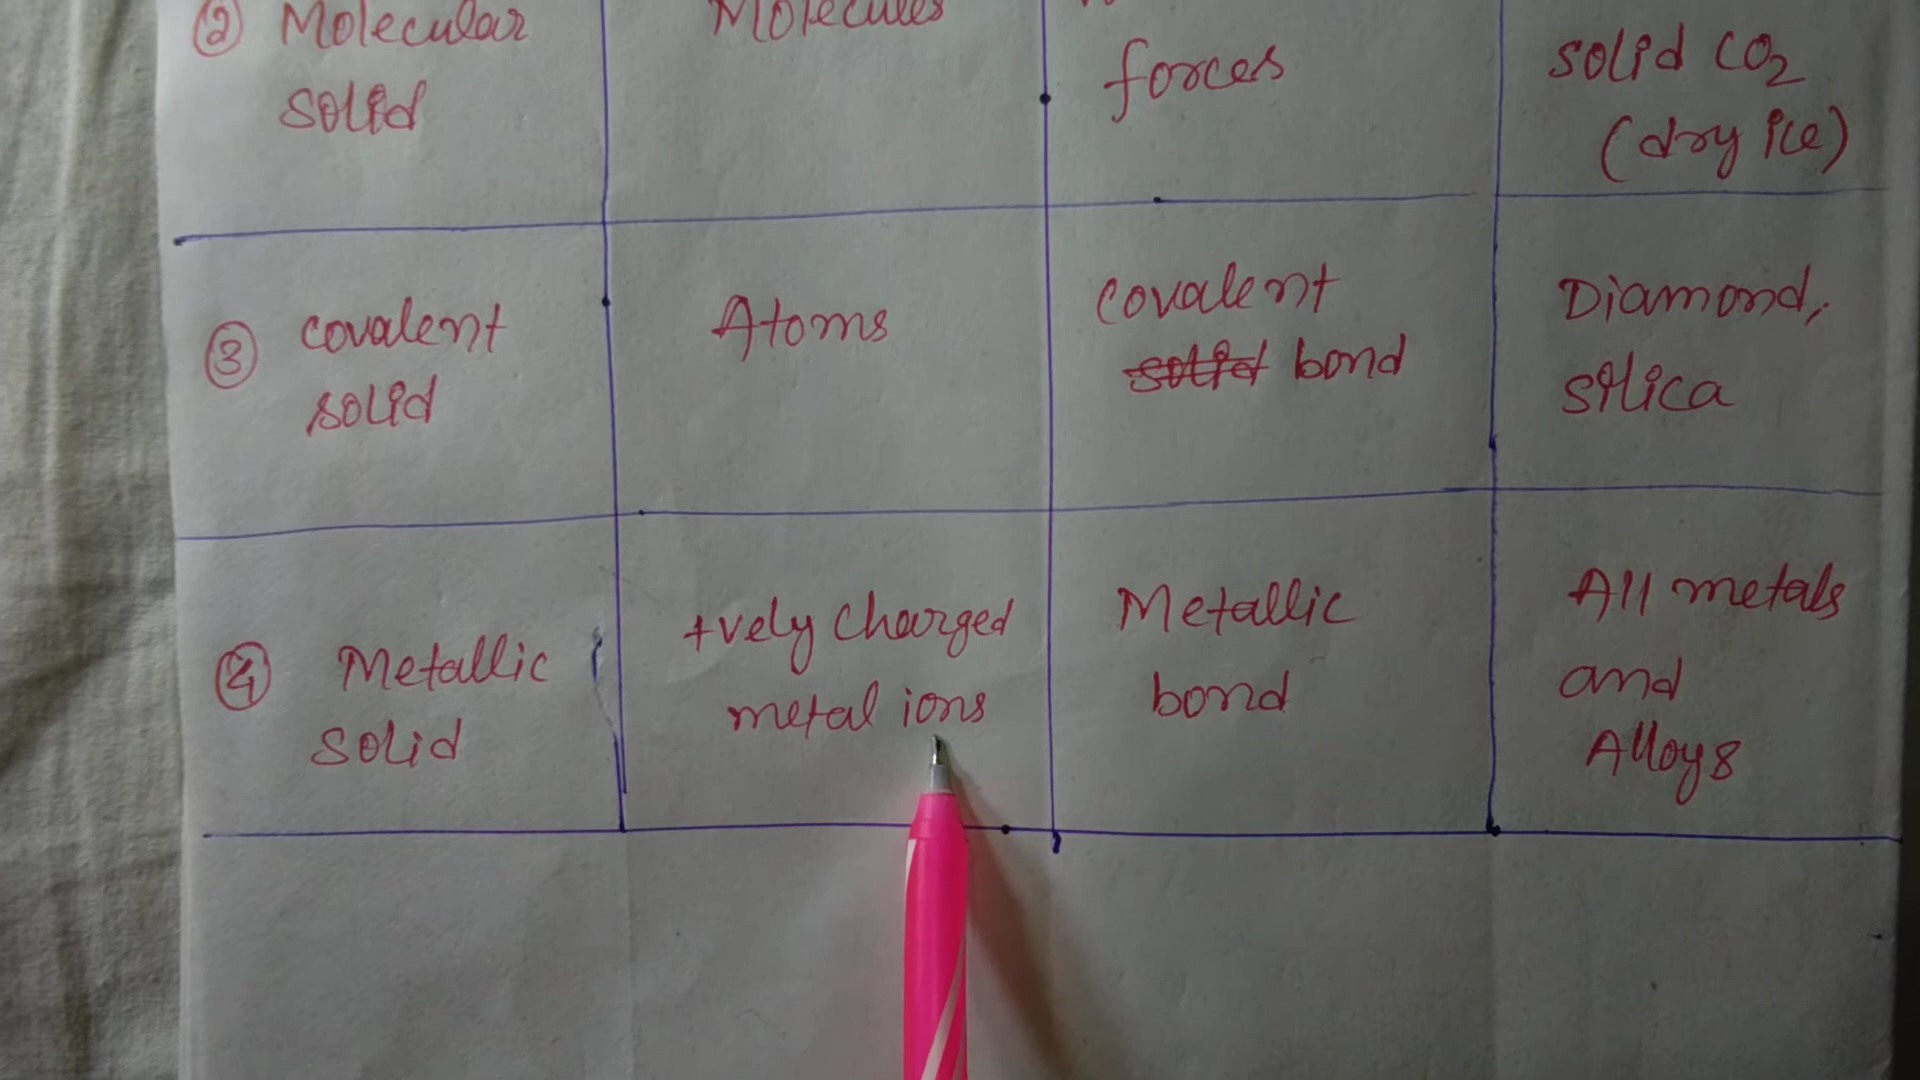 ② Molecular
solid
Molecules
forces
solid CO2
(dry ice)
③ covalent
solid
Atoms
covalent
solid bond
Diamond,
silica
④ Metallic
solid
+vely charged
metal ions
Metallic
bond
All metals
and
Alloys